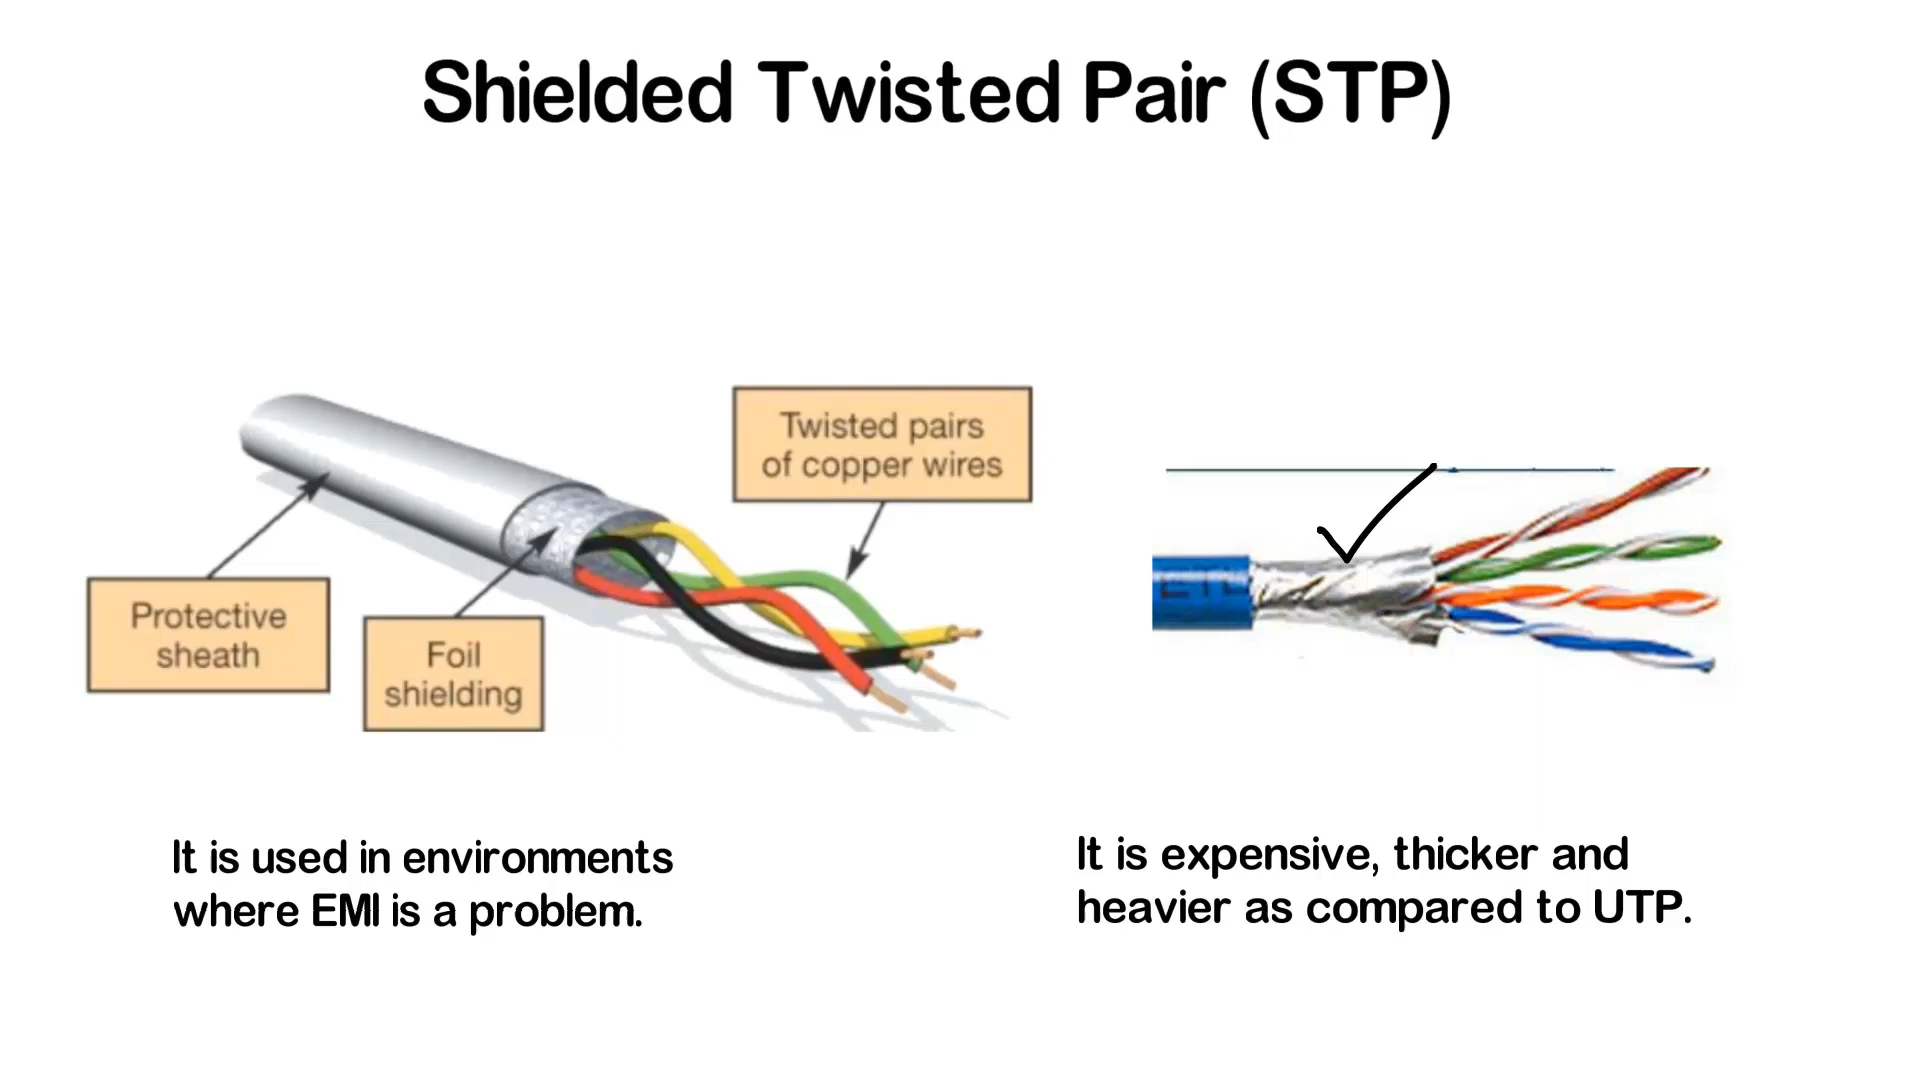 Shielded Twisted Pair (STP)
Twisted pairs
of copper wires
Protective
sheath
Foil
shielding
It is used in environments
where EMI is a problem.
It is expensive, thicker and
heavier as compared to UTP.